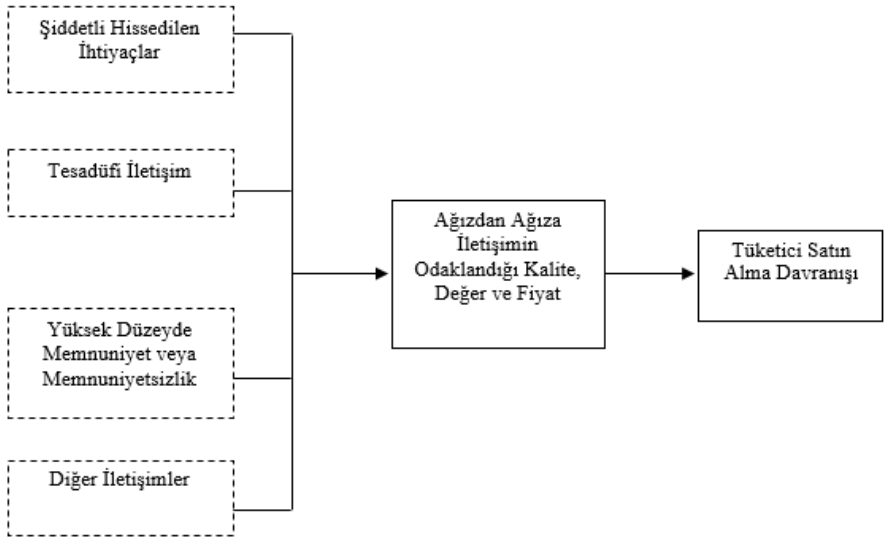 Şiddetli Hissedilen
İhtiyaçlar
Tesadüfi İletişim
Yüksek Düzeyde
Memnuniyet veya
Memnuniyetsizlik
Diğer İletişimler
Ağızdan Ağıza
İletişimin
Odaklandığı Kalite,
Değer ve Fiyat
Tüketici Satın
Alma Davranışı